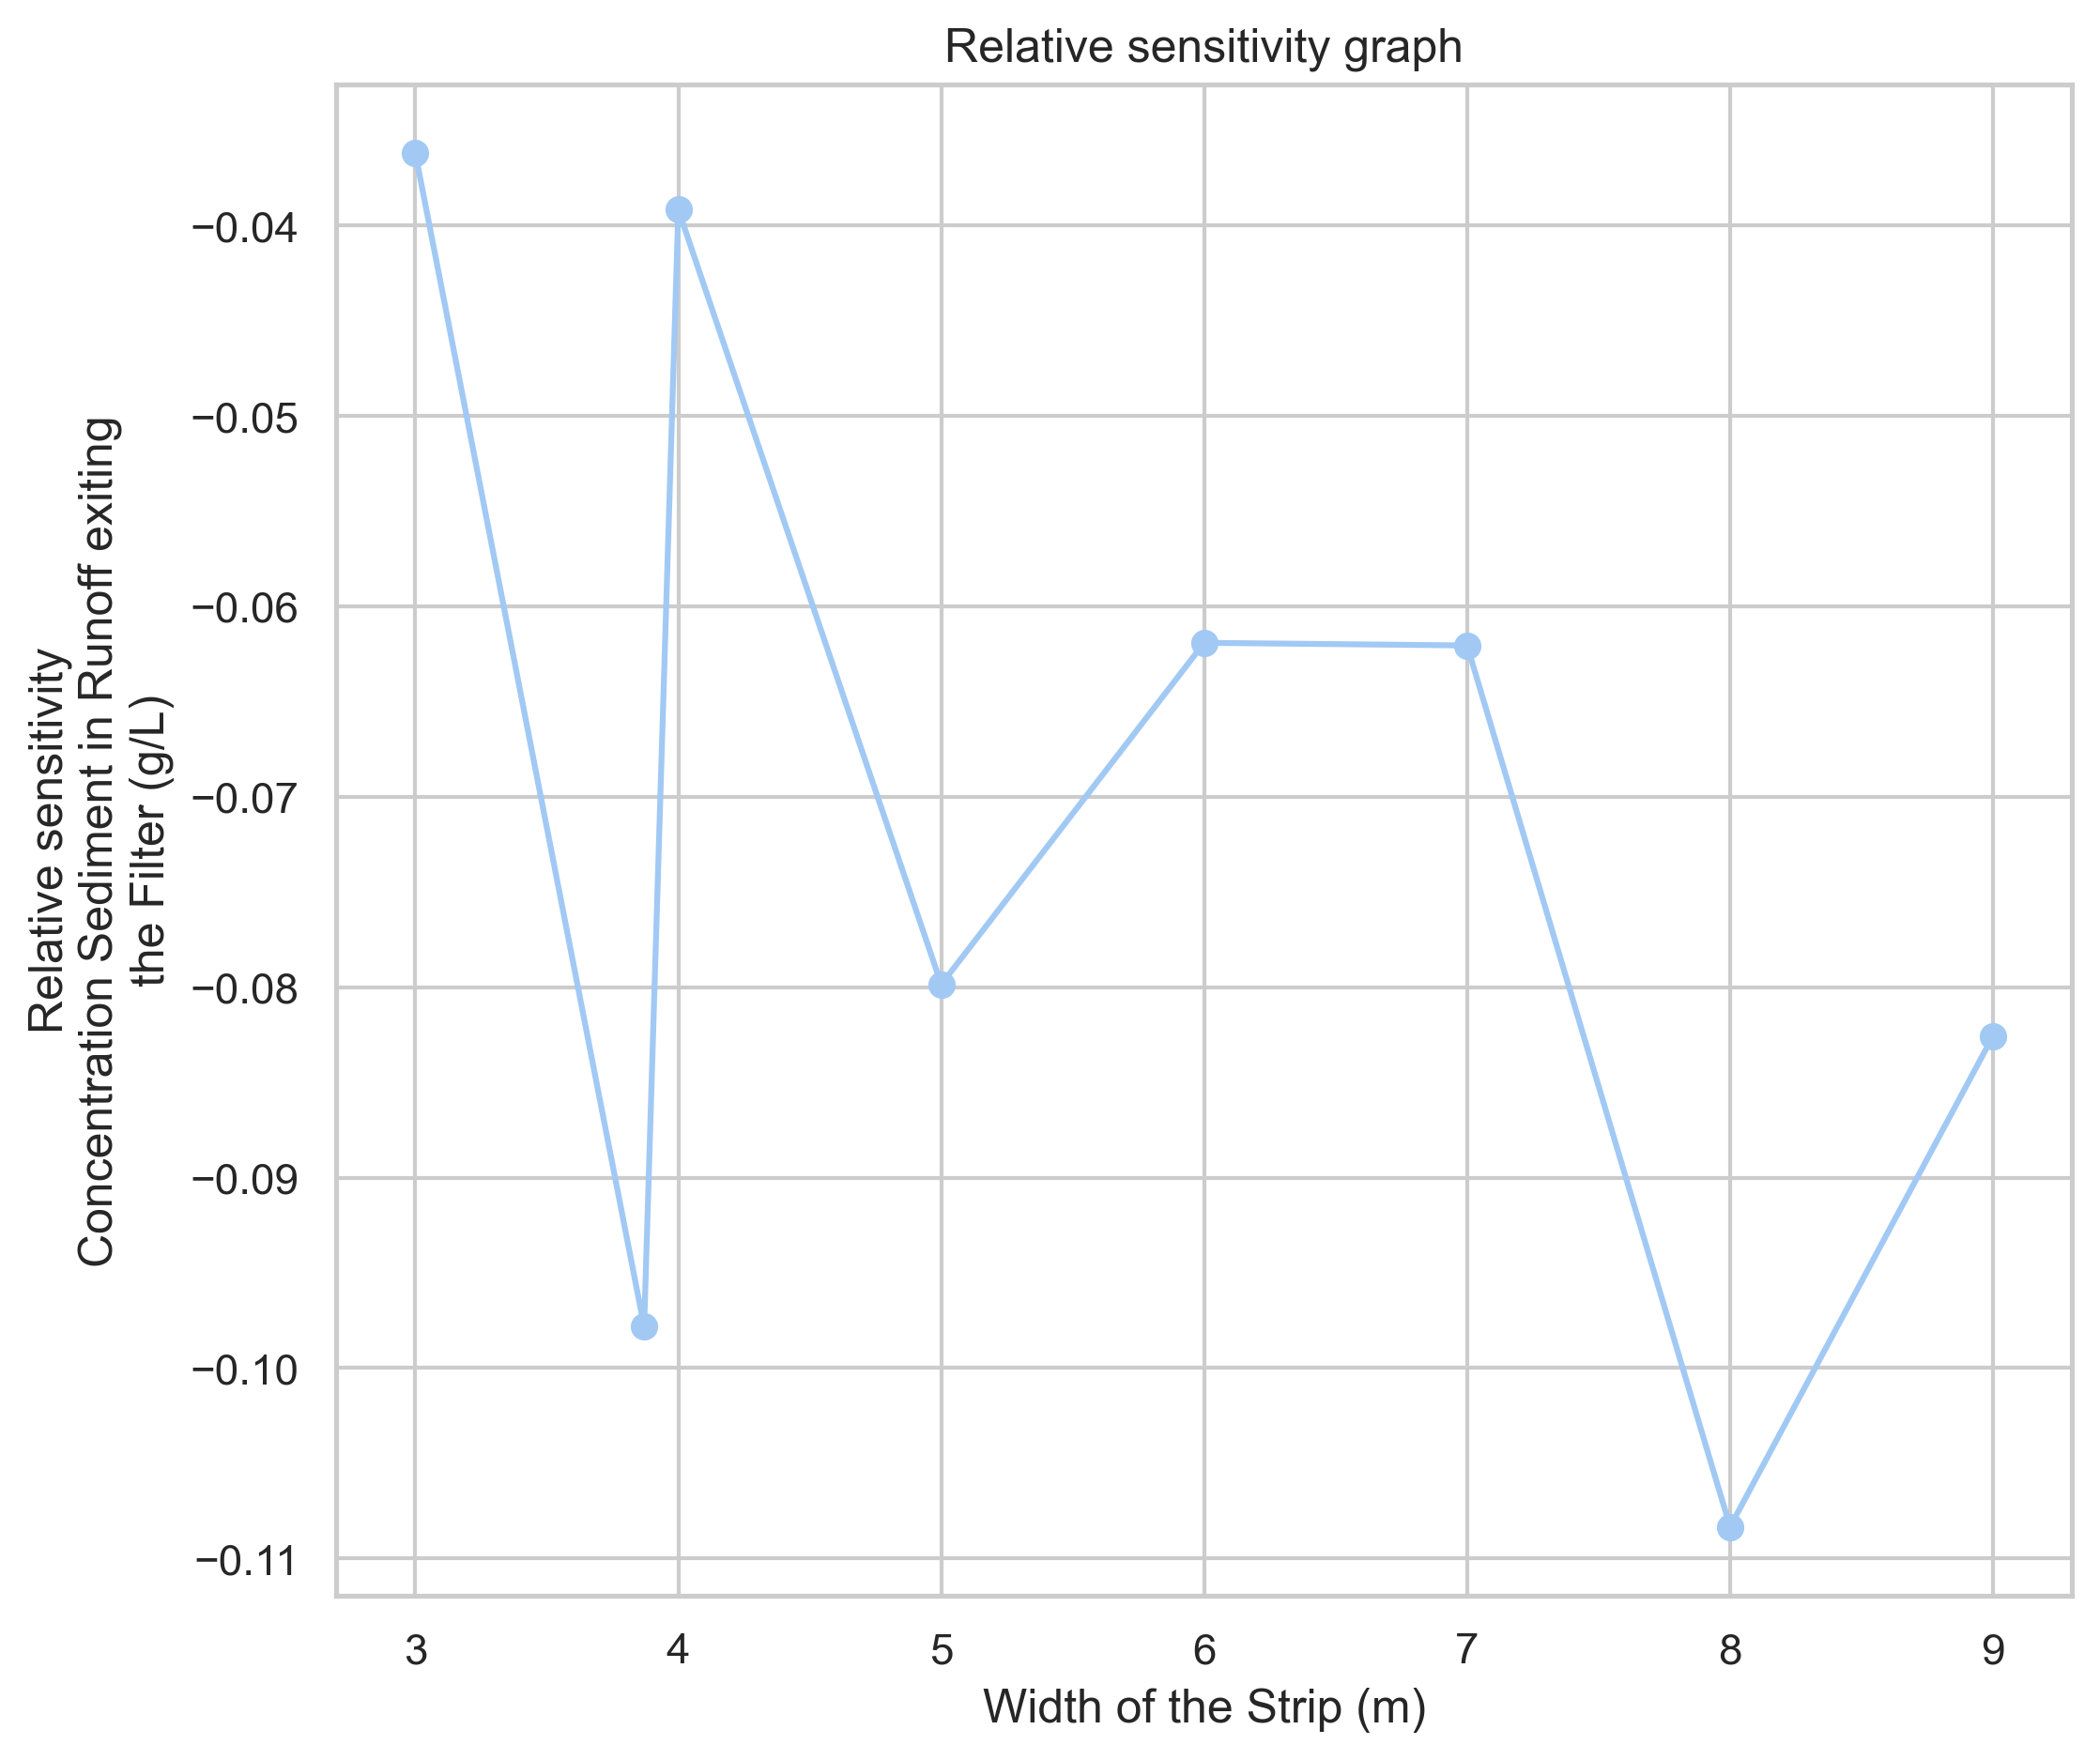 Relative sensitivity graph
Relative sensitivity
Concentration Sediment in Runoff exiting
the Filter (g/L)
−0.04
−0.05
−0.06
−0.07
−0.08
−0.09
−0.10
−0.11
3 4 5 6 7 8 9
Width of the Strip (m)